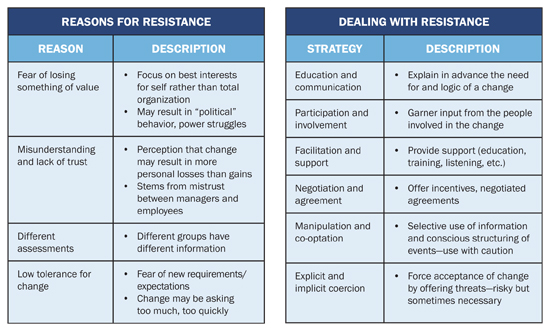 REASONS FOR RESISTANCE
REASON DESCRIPTION
Fear of losing
something of value
• Focus on best interests
for self rather than total
organization
• May result in “political”
behavior, power struggles
Misunderstanding
and lack of trust
• Perception that change
may result in more
personal losses than gains
• Stems from mistrust
between managers and
employees
Different
assessments
• Different groups have
different information
Low tolerance for
change
• Fear of new requirements/
expectations
• Change may be asking
too much, too quickly
DEALING WITH RESISTANCE
STRATEGY DESCRIPTION
Education and
communication
• Explain in advance the need
for and logic of a change
Participation and
involvement
• Garner input from the people
involved in the change
Facilitation and
support
• Provide support (education,
training, listening, etc.)
Negotiation and
agreement
• Offer incentives, negotiated
agreements
Manipulation and
co-optation
• Selective use of information
and conscious structuring of
events—use with caution
Explicit and
implicit coercion
• Force acceptance of change
by offering threats—risky but
sometimes necessary